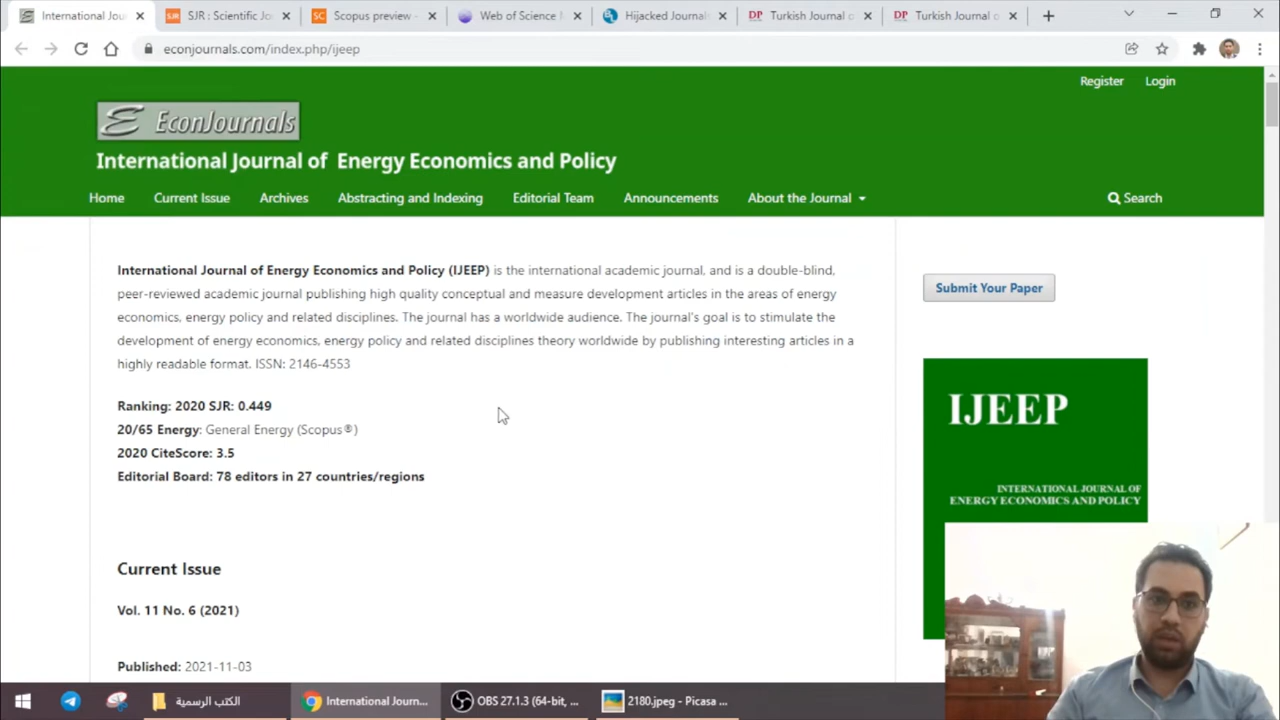 International Jou
SJR : Scientific Jo
Scopus preview -
Web of Science M
Hijacked Journal
Turkish Journal o
Turkish Journal o
econjournals.com/index.php/ijeep
Register Login
EconJournals
International Journal of Energy Economics and Policy
Home Current Issue Archives Abstracting and Indexing Editorial Team Announcements About the Journal Search
International Journal of Energy Economics and Policy (IJEEP) is the international academic journal, and is a double-blind,
peer-reviewed academic journal publishing high quality conceptual and measure development articles in the areas of energy
economics, energy policy and related disciplines. The journal has a worldwide audience. The journal's goal is to stimulate the
development of energy economics, energy policy and related disciplines theory worldwide by publishing interesting articles in a
highly readable format. ISSN: 2146-4553
Ranking: 2020 SJR: 0.449
20/65 Energy: General Energy (Scopus®)
2020 CiteScore: 3.5
Editorial Board: 78 editors in 27 countries/regions
Current Issue
Vol. 11 No. 6 (2021)
Published: 2021-11-03
Submit Your Paper
IJEEP
INTERNATIONAL JOURNAL OF
ENERGY ECONOMICS AND POLICY
الكتب الرسمية
International Journ...
OBS 27.1.3 (64-bit, ...
2180.jpeg - Picasa ...